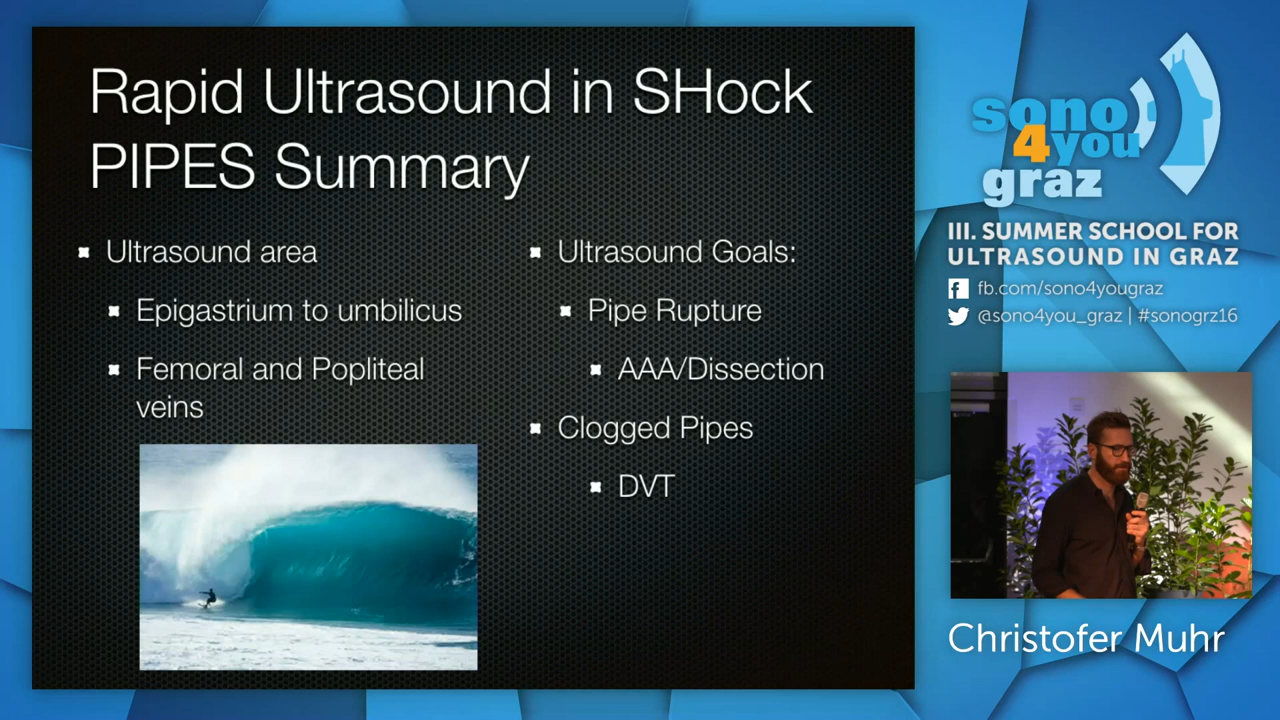 Rapid Ultrasound in SHock
PIPES Summary
Ultrasound area
Epigastrium to umbilicus
Femoral and Popliteal
veins
Ultrasound Goals:
Pipe Rupture
AAA/Dissection
Clogged Pipes
DVT
sono
4you
graz
III. SUMMER SCHOOL FOR
ULTRASOUND IN GRAZ
fb.com/sono4yougraz
@sono4you_graz | #sonogrz16
Christofer Muhr